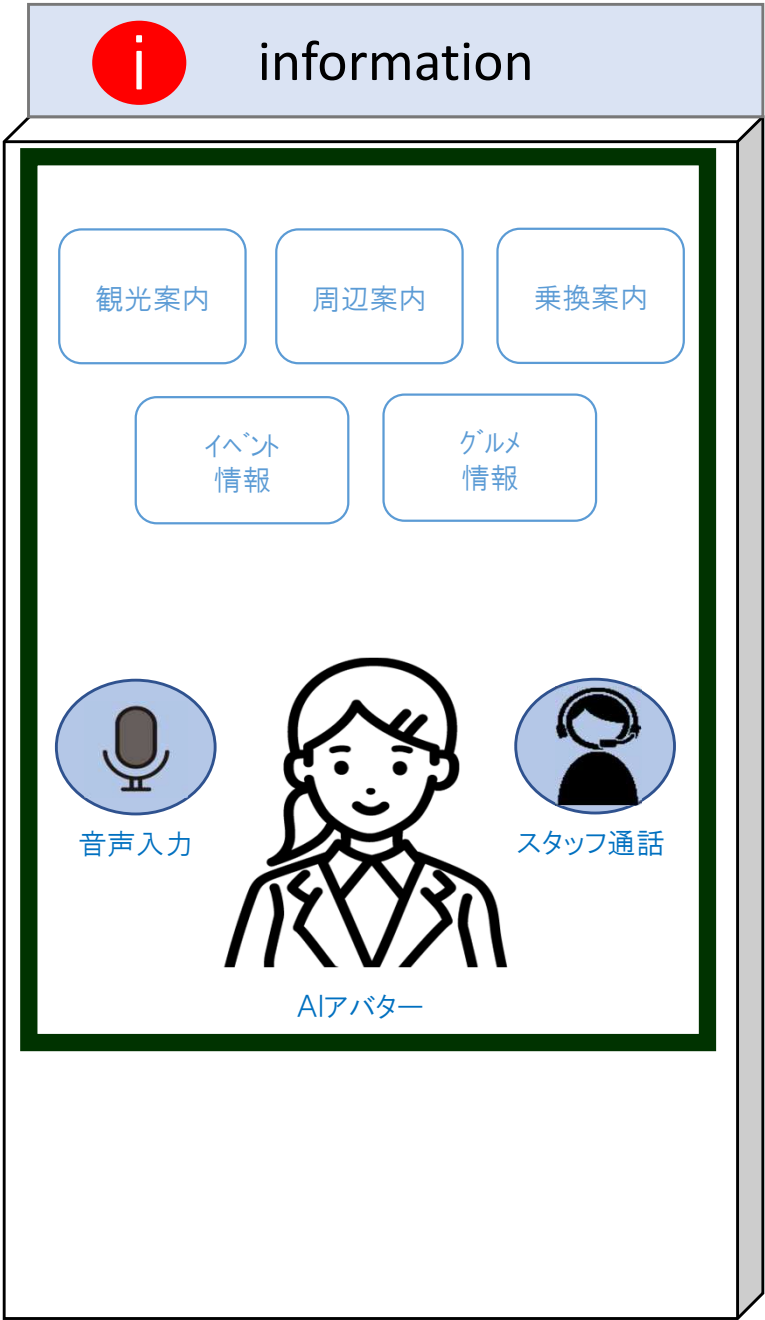 i information
観光案内
周辺案内
乗換案内
ｲﾍﾞﾝﾄ
情報
ｸﾞﾙﾒ
情報
音声入力
スタッフ通話
AIアバター